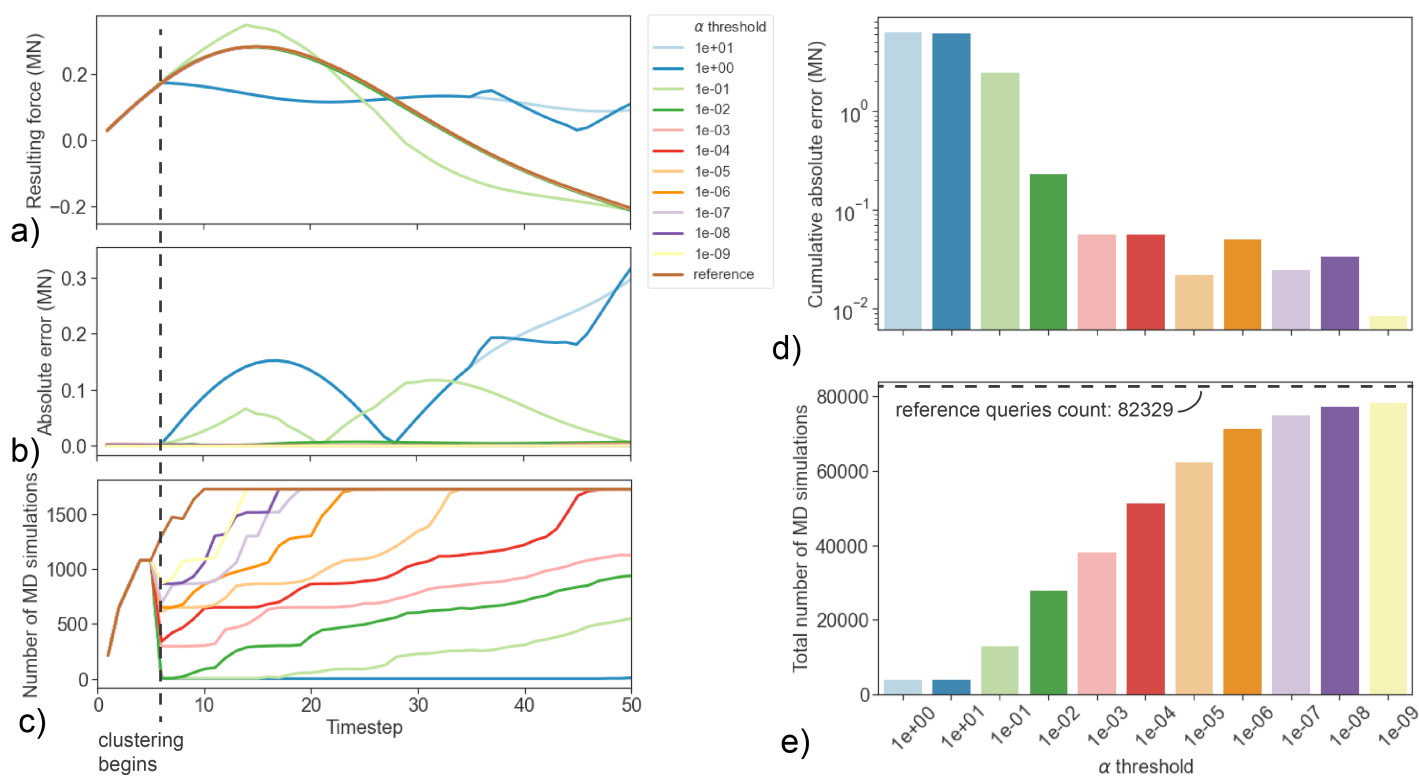 Resulting force (MN)
0.2
0.0
−0.2
a)
α threshold
1e+01
1e+00
1e-01
1e-02
1e-03
1e-04
1e-05
1e-06
1e-07
1e-08
1e-09
reference
Absolute error (MN)
0.3
0.2
0.1
0.0
b)
Number of MD simulations
1500
1000
500
0
c)
0 10 20 30 40 50
Timestep
clustering
begins
Cumulative absolute error (MN)
10⁰
10⁻¹
10⁻²
d)
Total number of MD simulations
80000
60000
40000
20000
0
reference queries count: 82329
e)
1e+00 1e+01 1e-01 1e-02 1e-03 1e-04 1e-05 1e-06 1e-07 1e-08 1e-09
α threshold